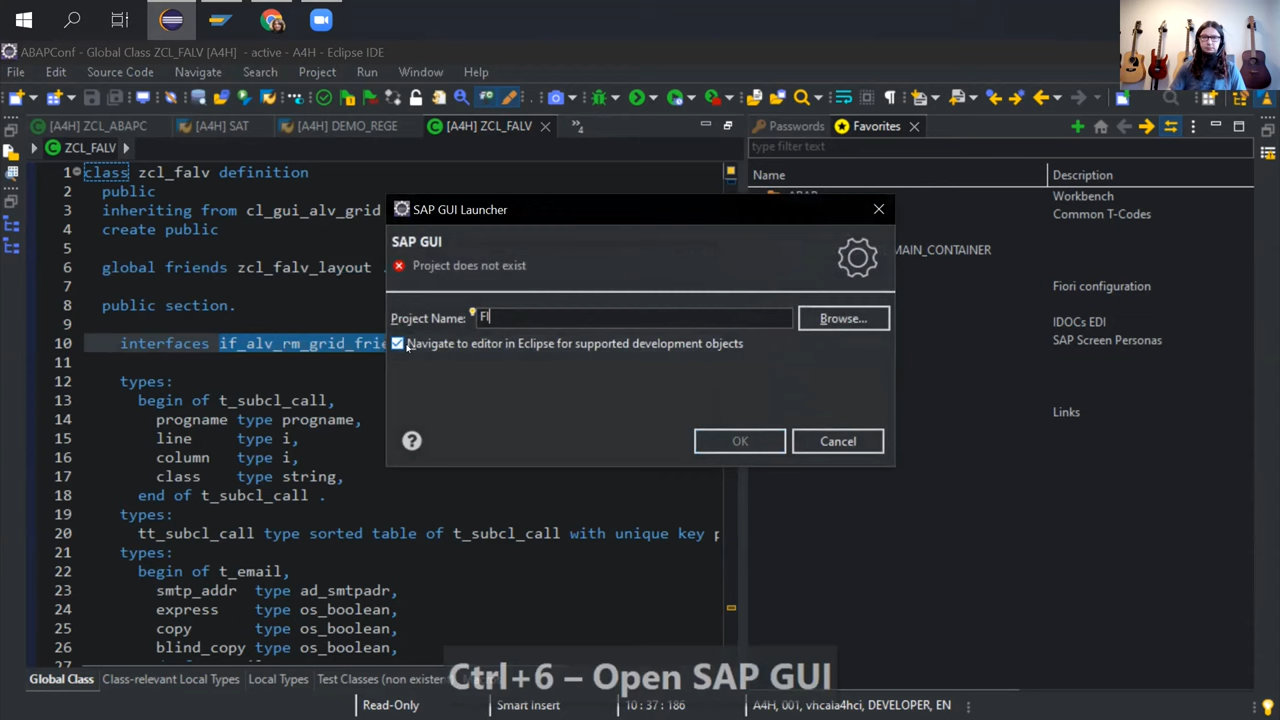 ABAPConf - Global Class ZCL_FALV [A4H] - active - A4H - Eclipse IDE
File Edit Source Code Navigate Search Project Run Window Help
[A4H] ZCL_ABAPC [A4H] SAT [A4H] DEMO_REGE [A4H] ZCL_FALV
Passwords Favorites
ZCL_FALV
type filter text
Name Description
Workbench
Common T-Codes
MAIN_CONTAINER
Fiori configuration
IDOCs EDI
SAP Screen Personas
Links
1 class zcl_falv definition
2 public
3 inheriting from cl_gui_alv_grid
4 create public
5
6 global friends zcl_falv_layout .
7
8 public section.
9
10 interfaces if_alv_rm_grid_frie
11
12 types:
13 begin of t_subcl_call,
14 progname type progname,
15 line type i,
16 column type i,
17 class type string,
18 end of t_subcl_call .
19 types:
20 tt_subcl_call type sorted table of t_subcl_call with unique key p
21 types:
22 begin of t_email,
23 smtp_addr type ad_smtpadr,
24 express type os_boolean,
25 copy type os_boolean,
26 blind_copy type os_boolean,
27
SAP GUI Launcher
SAP GUI
Project does not exist
Project Name: FI
Browse...
Navigate to editor in Eclipse for supported development objects
?
OK Cancel
Global Class Class-relevant Local Types Local Types Test Classes (non existen
Ctrl+6 – Open SAP GUI
Read-Only Smart insert 10 : 37 : 186 A4H, 001, vhcala4hci, DEVELOPER, EN